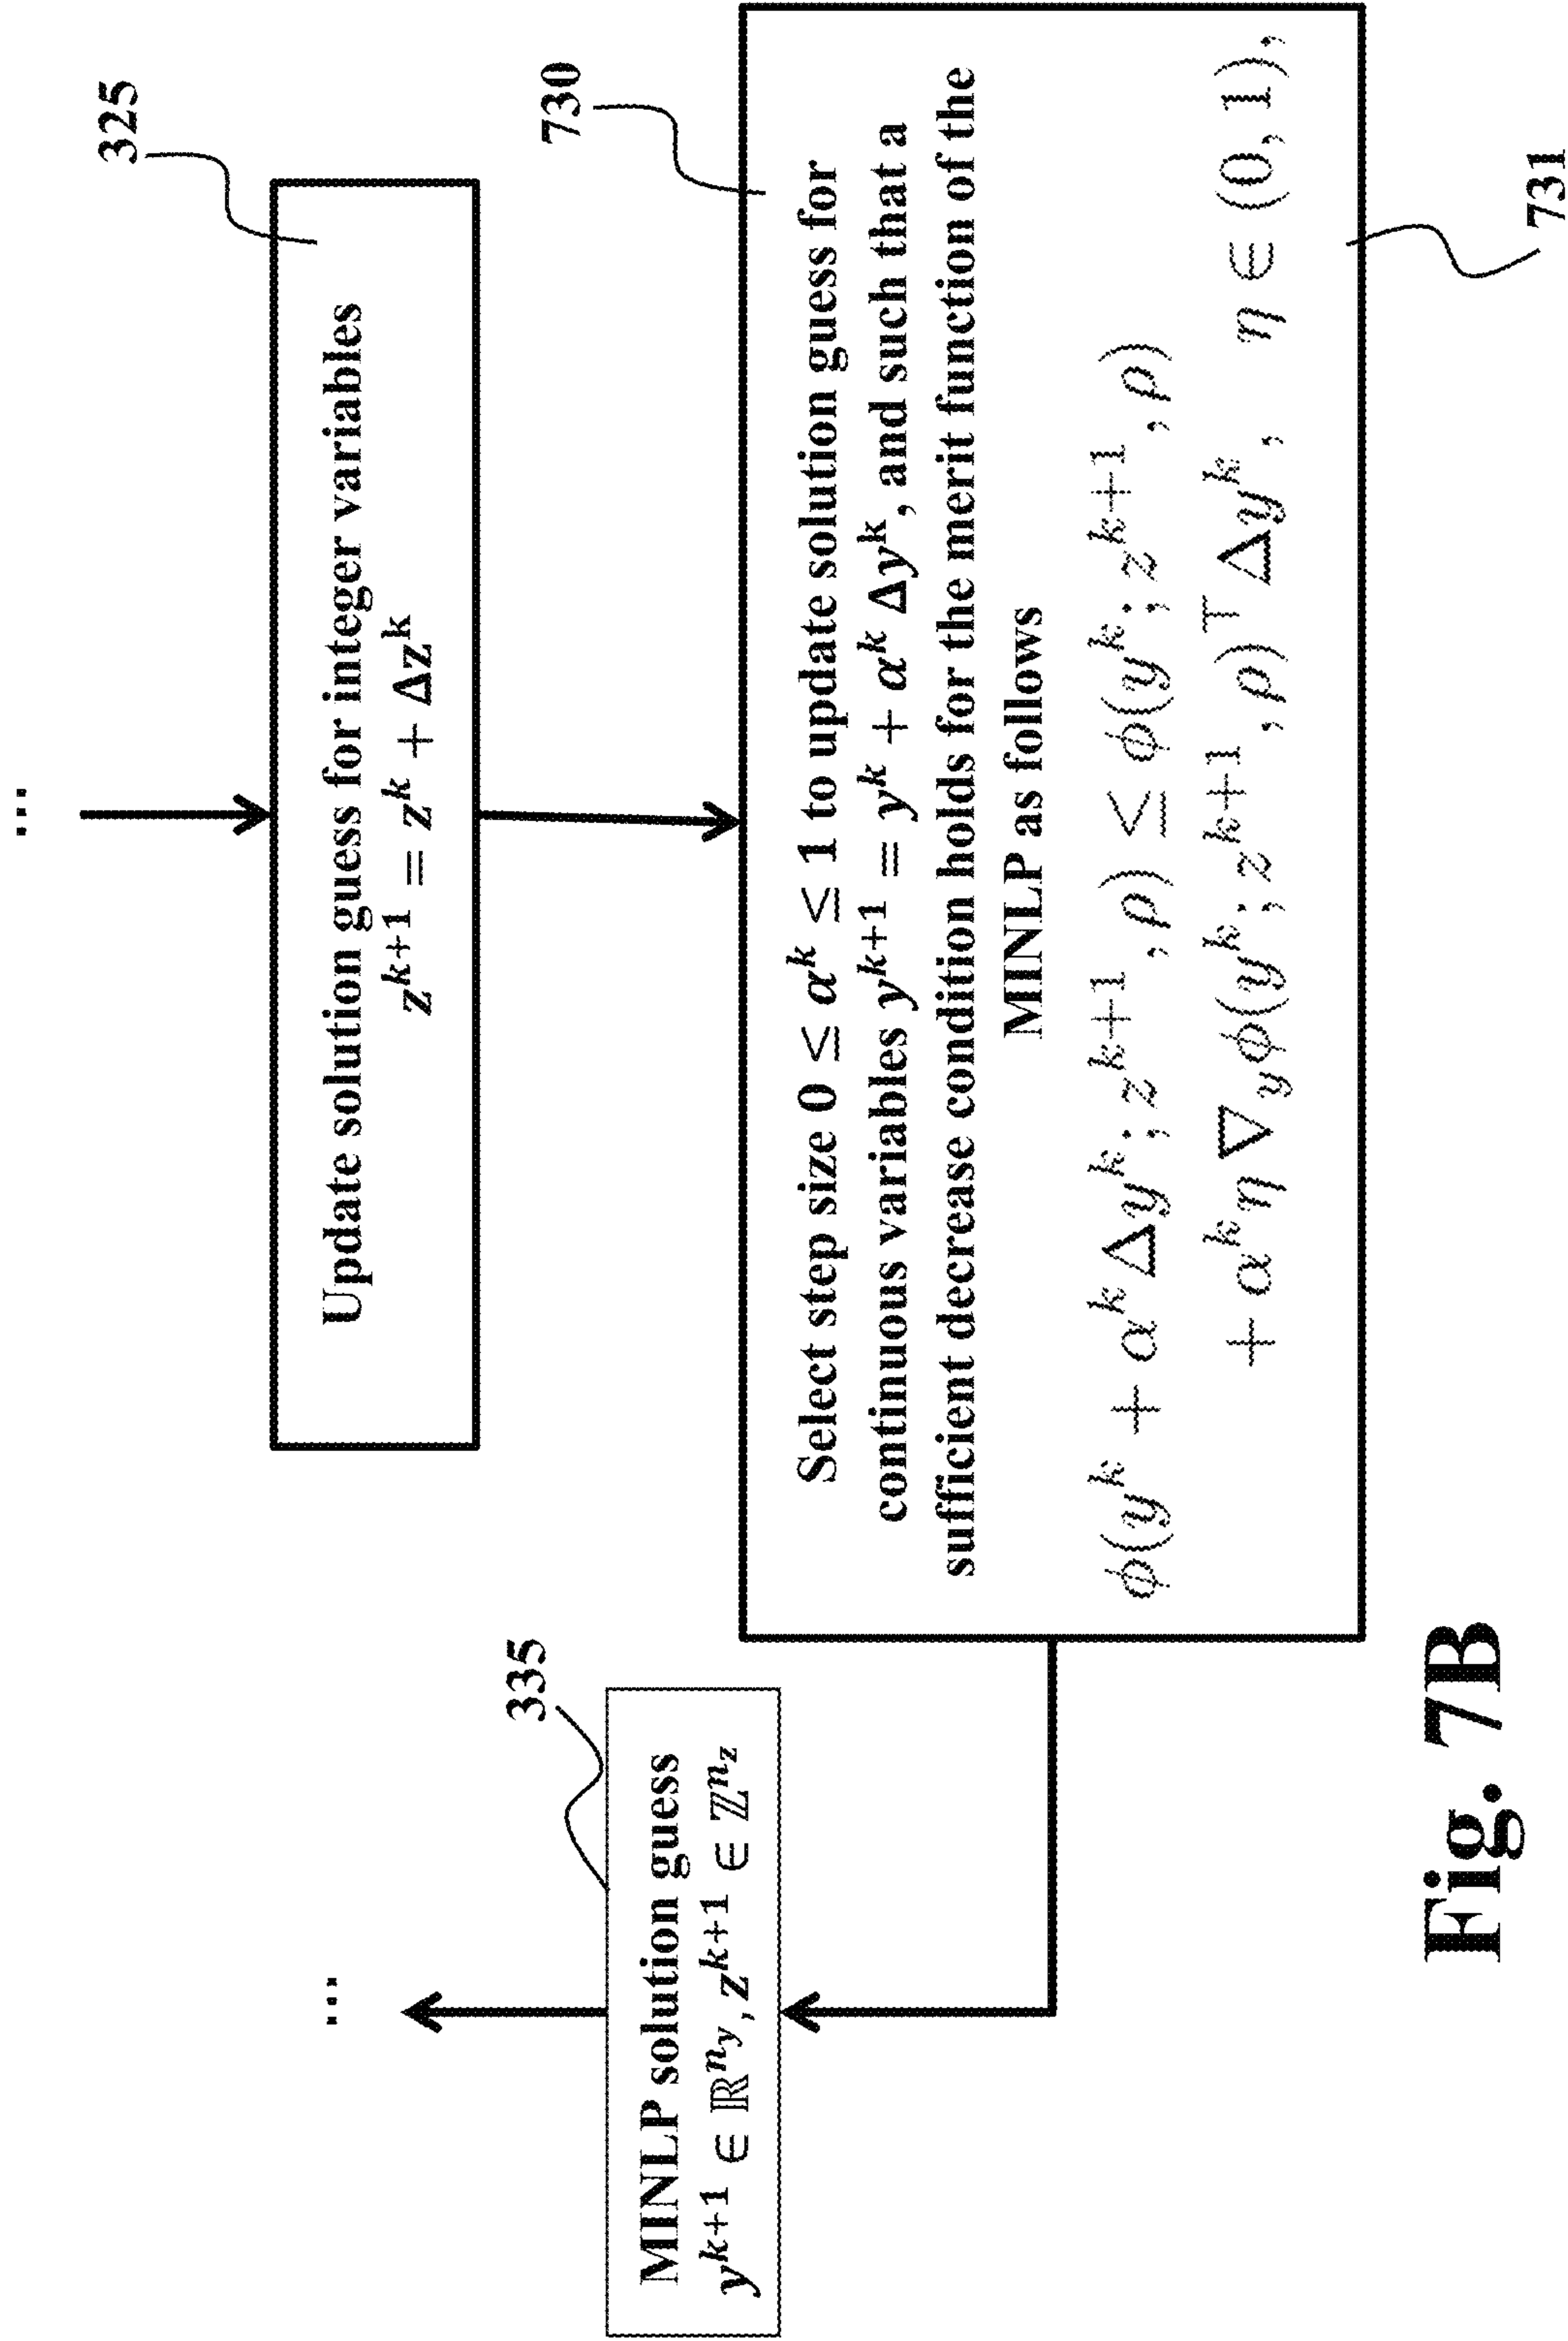 ...
325
Update solution guess for integer variables
z^{k+1} = z^k + Δz^k
730
Select step size 0 ≤ α^k ≤ 1 to update solution guess for
continuous variables y^{k+1} = y^k + α^k Δy^k, and such that a
sufficient decrease condition holds for the merit function of the
MINLP as follows
ϕ(y^k + α^k Δy^k; z^{k+1}, ρ) ≤ ϕ(y^k; z^{k+1}, ρ)
+ α^k η ∇_y ϕ(y^k; z^{k+1}, ρ)^⊤ Δy^k, η ∈ (0, 1),
731
335
MINLP solution guess
y^{k+1} ∈ ℝ^{n_y}, z^{k+1} ∈ ℤ^{n_z}
...
Fig. 7B